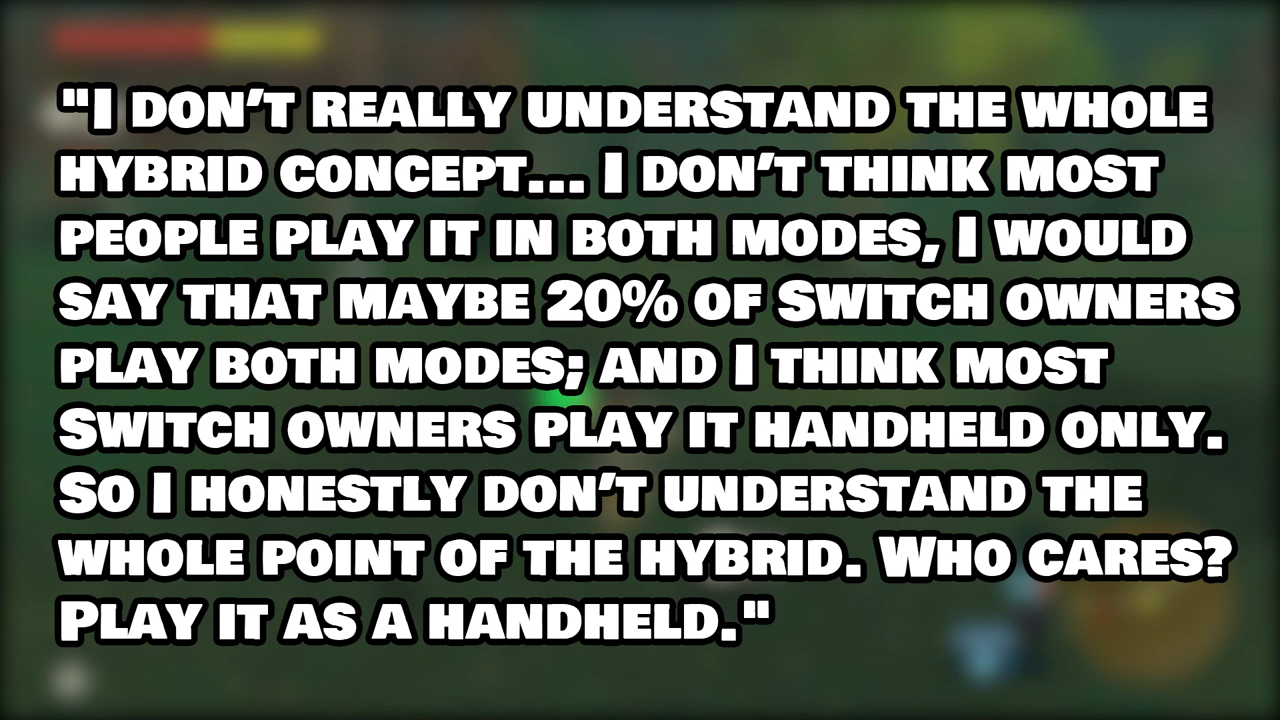 "I don't really understand the whole
hybrid concept... I don't think most
people play it in both modes, I would
say that maybe 20% of Switch owners
play both modes; and I think most
Switch owners play it handheld only.
So I honestly don't understand the
whole point of the hybrid. Who cares?
Play it as a handheld."